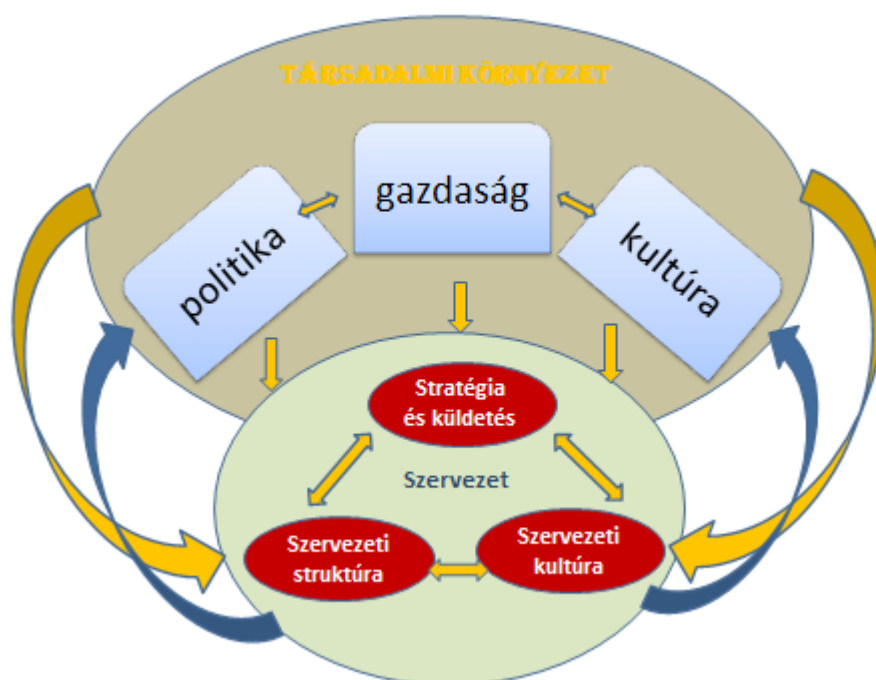 TÁRSADALMI KÖRNYEZET
politika
gazdaság
kultúra
Stratégia
és küldetés
Szervezet
Szervezeti
struktúra
Szervezeti
kultúra